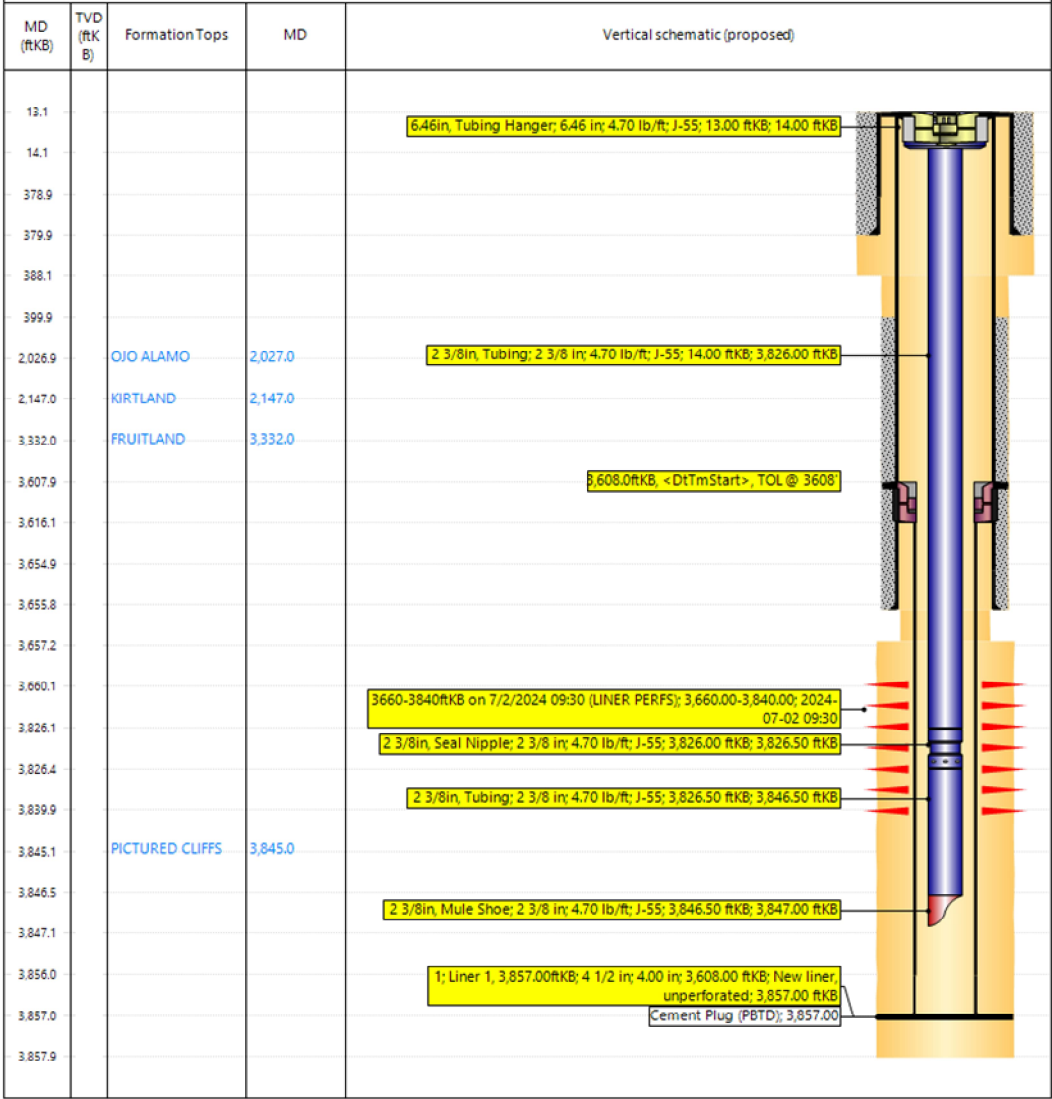 MD
(ftKB)
TVD
(ftK
B)
Formation Tops
MD
Vertical schematic (proposed)
13.1
6.46in, Tubing Hanger; 6.46 in; 4.70 lb/ft; J-55; 13.00 ftKB; 14.00 ftKB
14.1
378.9
379.9
388.1
399.9
2,026.9
OJO ALAMO
2,027.0
2 3/8in, Tubing; 2 3/8 in; 4.70 lb/ft; J-55; 14.00 ftKB; 3,826.00 ftKB
2,147.0
KIRTLAND
2,147.0
3,332.0
FRUITLAND
3,332.0
3,607.9
3,608.0ftKB, <DtTmStart>, TOL @ 3608'
3,616.1
3,654.9
3,655.8
3,657.2
3,660.1
3660-3840ftKB on 7/2/2024 09:30 (LINER PERFS); 3,660.00-3,840.00; 2024-
07-02 09:30
3,826.1
2 3/8in, Seal Nipple; 2 3/8 in; 4.70 lb/ft; J-55; 3,826.00 ftKB; 3,826.50 ftKB
3,826.4
2 3/8in, Tubing; 2 3/8 in; 4.70 lb/ft; J-55; 3,826.50 ftKB; 3,846.50 ftKB
3,839.9
3,845.1
PICTURED CLIFFS
3,845.0
3,846.5
2 3/8in, Mule Shoe; 2 3/8 in; 4.70 lb/ft; J-55; 3,846.50 ftKB; 3,847.00 ftKB
3,847.1
3,856.0
1; Liner 1, 3,857.00ftKB; 4 1/2 in; 4.00 in; 3,608.00 ftKB; New liner,
unperforated; 3,857.00 ftKB
3,857.0
Cement Plug (PBTD); 3,857.00
3,857.9